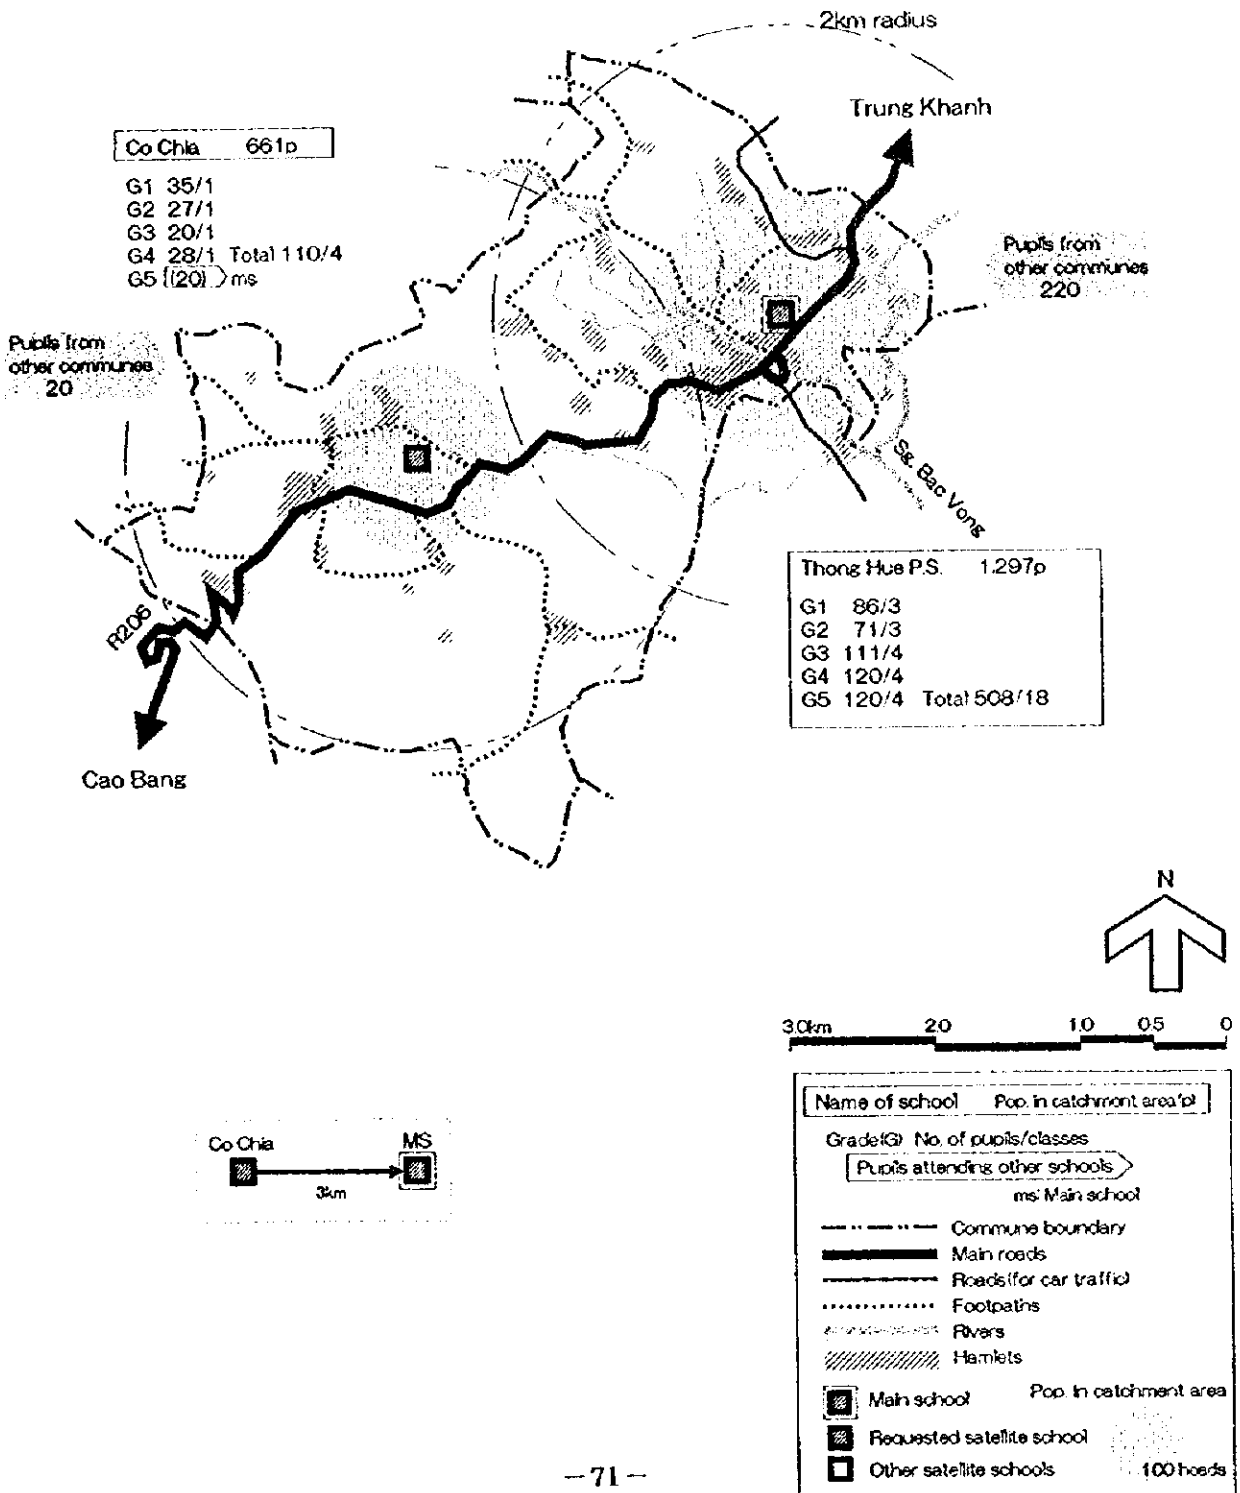 2km radius
Trung Khanh
Co Chia 661p
G1 35/1
G2 27/1
G3 20/1
G4 28/1 Total 110/4
G5 ((20)) ms
Pupils from
other communes
220
Pupils from
other communes
20
Sg. Bac Vong
Thong Hue P.S. 1.297p
G1 86/3
G2 71/3
G3 111/4
G4 120/4
G5 120/4 Total 508/18
R206
Cao Bang
N
3.0km 2.0 1.0 0.5 0
Name of school Pop. in catchment area(p)
Grade(G) No. of pupils/classes
Pupils attending other schools
ms: Main school
Commune boundary
Main roads
Roads(for car traffic)
Footpaths
Rivers
Hamlets
Main school Pop. in catchment area
Requested satellite school
Other satellite schools 100 heads
Co Chia MS
3km
-71-